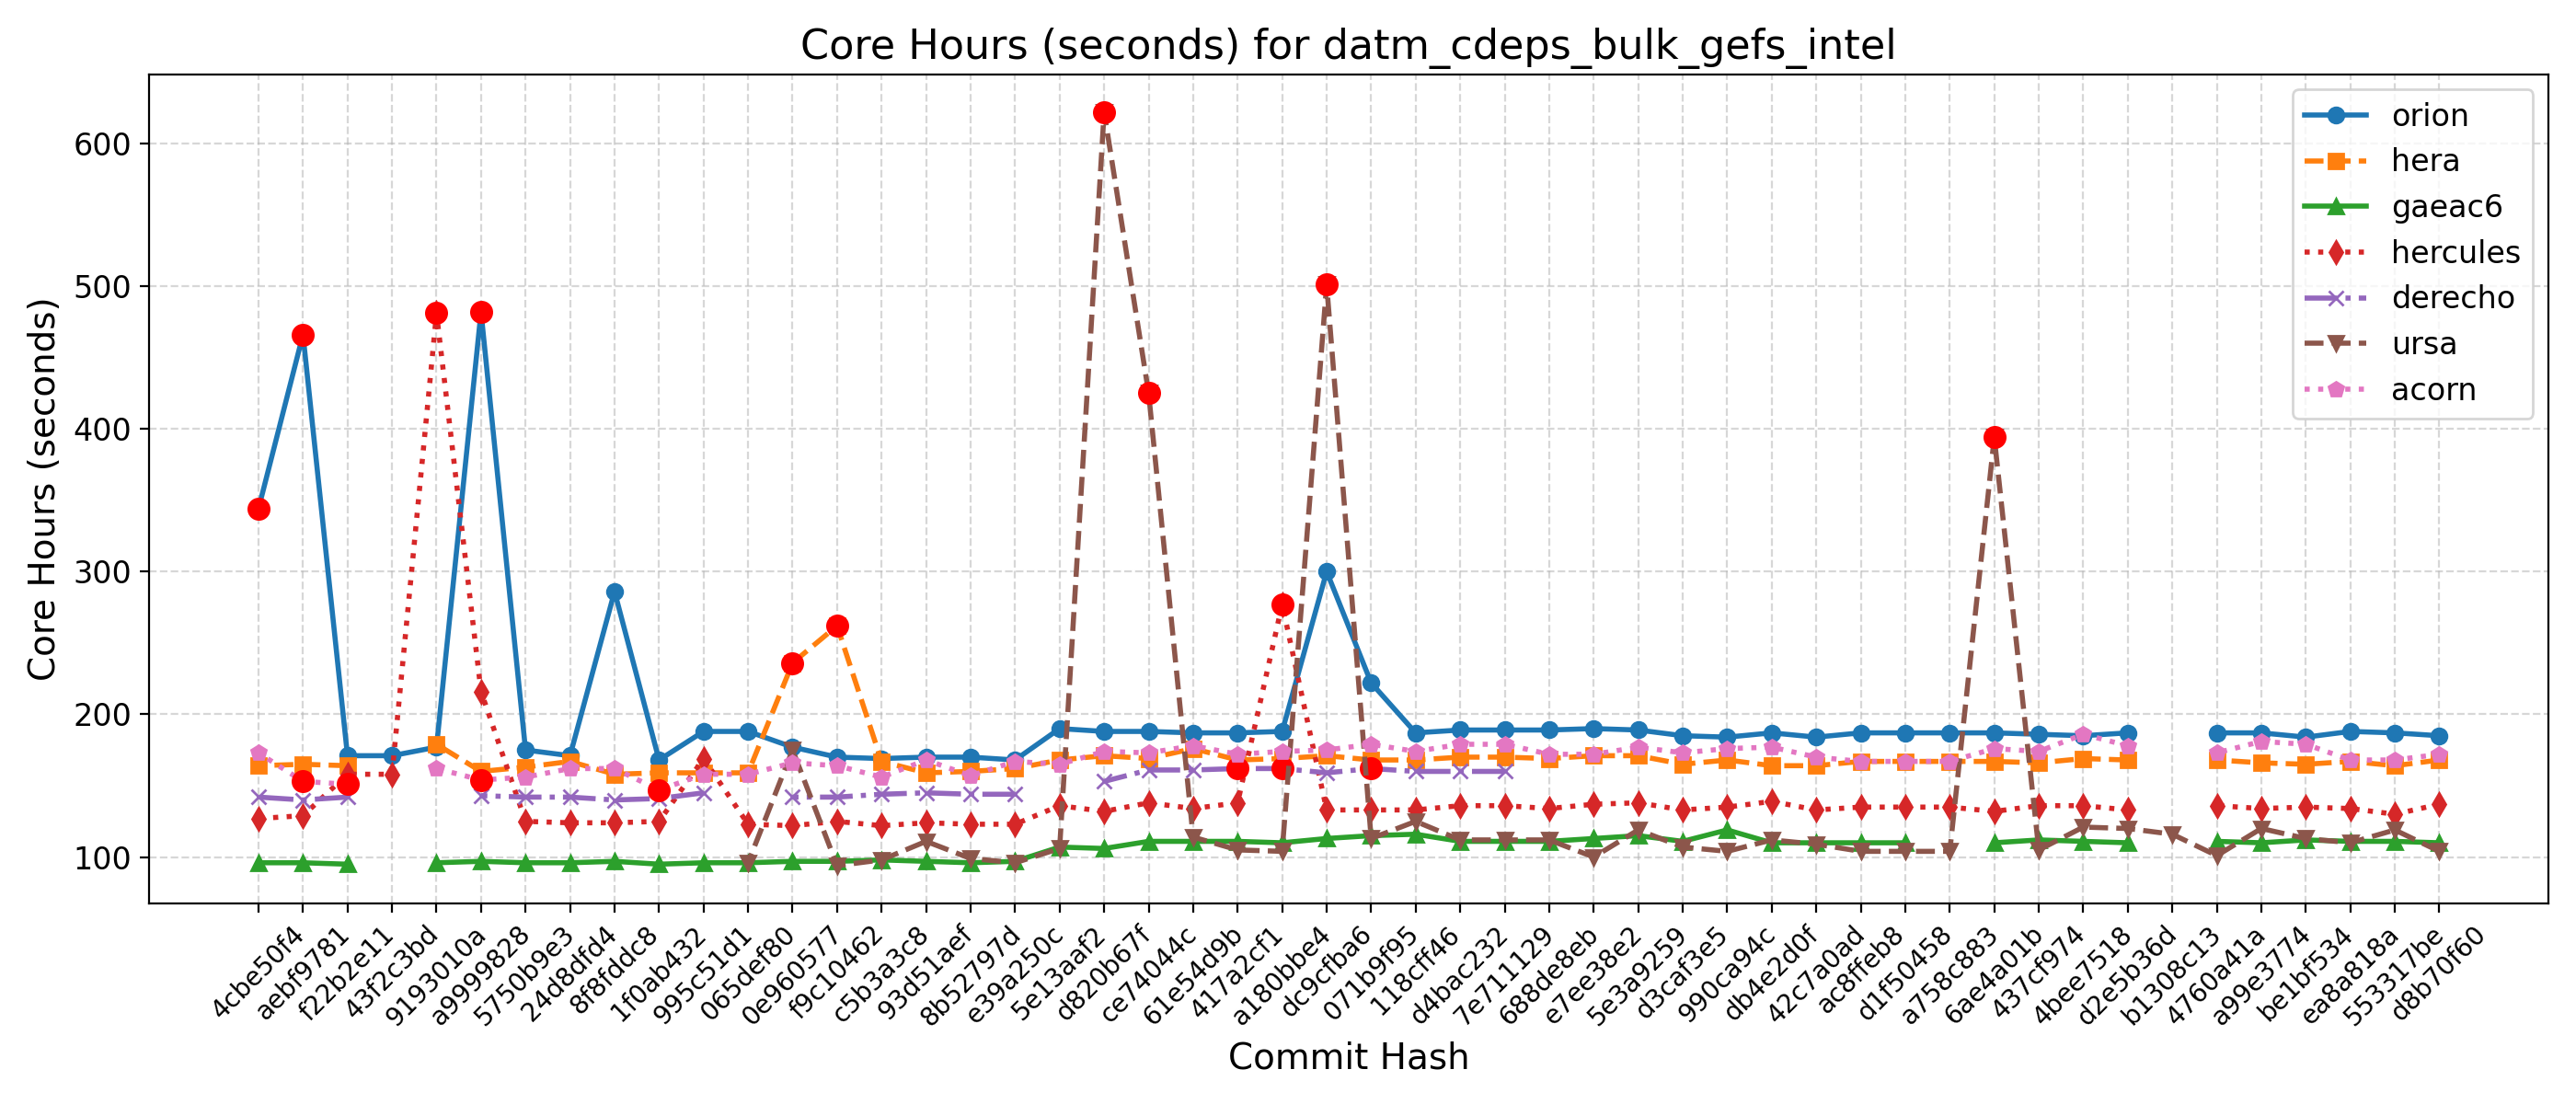 Core Hours (seconds) for datm_cdeps_bulk_gefs_intel
Core Hours (seconds)
600
500
400
300
200
100
orion
hera
gaeac6
hercules
derecho
ursa
acorn
4cbe50f4
aebf9781
f22b2e11
43f2c3bd
9193010a
a9999828
5750b9e3
24d8dfd4
8f8fddc8
1f0ab432
995c51d1
065def80
0e960577
f9c10462
c5b3a3c8
93d51aef
8b52797d
e39a250c
5e13aaf2
d820b67f
ce74044c
61e54d9b
417a2cf1
a180bbe4
dc9cfba6
071b9f95
118cff46
d4bac232
7e711129
688de8eb
e7ee38e2
5e3a9259
d3caf3e5
990ca94c
db4e2d0f
42c7a0ad
ac8ffeb8
d1f50458
a758c883
6ae4a01b
437cf974
4bee7518
d2e5b36d
b1308c13
4760a41a
a99e3774
be1bf534
ea8a818a
553317be
d8b70f60
Commit Hash